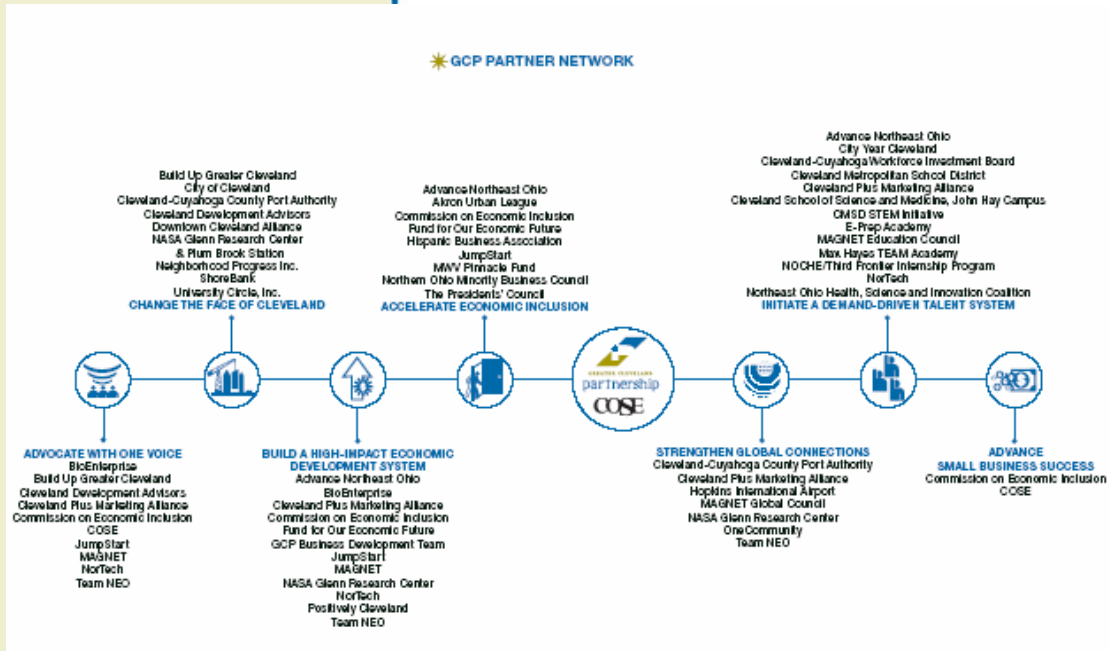 GCP PARTNER NETWORK
Build Up Greater Cleveland
City of Cleveland
Cleveland-Cuyahoga County Port Authority
Cleveland Development Advisors
Downtown Cleveland Alliance
NASA Glenn Research Center
& Plum Brook Station
Neighborhood Progress Inc.
ShoreBank
University Circle, Inc.
CHANGE THE FACE OF CLEVELAND
Advance Northeast Ohio
Akron Urban League
Commission on Economic Inclusion
Fund for Our Economic Future
Hispanic Business Association
JumpStart
MWV Pinnacle Fund
Northern Ohio Minority Business Council
The Presidents' Council
ACCELERATE ECONOMIC INCLUSION
Advance Northeast Ohio
City Year Cleveland
Cleveland-Cuyahoga Workforce Investment Board
Cleveland Metropolitan School District
Cleveland Plus Marketing Alliance
Cleveland School of Science and Medicine, John Hay Campus
CMSD STEM Initiative
E-Prep Academy
MAGNET Education Council
Max Hayes TEAM Academy
NOCHE/Third Frontier Internship Program
NorTech
Northeast Ohio Health, Science and Innovation Coalition
INITIATE A DEMAND-DRIVEN TALENT SYSTEM
GREATER CLEVELAND
partnership
COSE
ADVOCATE WITH ONE VOICE
BioEnterprise
Build Up Greater Cleveland
Cleveland Development Advisors
Cleveland Plus Marketing Alliance
Commission on Economic Inclusion
COSE
JumpStart
MAGNET
NorTech
Team NEO
BUILD A HIGH-IMPACT ECONOMIC
DEVELOPMENT SYSTEM
Advance Northeast Ohio
BioEnterprise
Cleveland Plus Marketing Alliance
Commission on Economic Inclusion
Fund for Our Economic Future
GCP Business Development Team
JumpStart
MAGNET
NASA Glenn Research Center
NorTech
Positively Cleveland
Team NEO
STRENGTHEN GLOBAL CONNECTIONS
Cleveland-Cuyahoga County Port Authority
Cleveland Plus Marketing Alliance
Hopkins International Airport
MAGNET Global Council
NASA Glenn Research Center
OneCommunity
Team NEO
ADVANCE
SMALL BUSINESS SUCCESS
Commission on Economic Inclusion
COSE